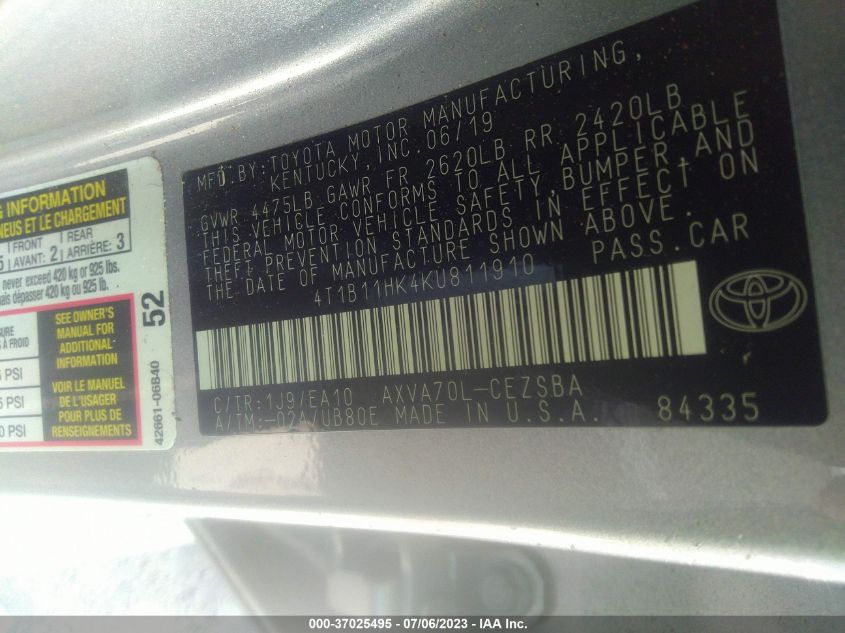 MFD.BY:TOYOTA MOTOR MANUFACTURING,
KENTUCKY,INC.06/19
GVWR 4475LB GAWR FR 2620LB RR 2420LB
THIS VEHICLE CONFORMS TO ALL APPLICABLE
FEDERAL MOTOR VEHICLE SAFETY,BUMPER,AND
THEFT PREVENTION STANDARDS IN EFFECT ON
THE DATE OF MANUFACTURE SHOWN ABOVE.
4T1B11HK4KU811910 PASS.CAR
C/TR:1J9/EA10 AXVA70L-CEZSBA
A/TM:-02A/UB80E MADE IN U.S.A. 84335
INFORMATION
PNEUS ET LE CHARGEMENT
FRONT REAR
AVANT: 2 ARRIÈRE: 3
never exceed 420 kg or 925 lbs.
dépasser 420 kg ou 925 lb.
52
À FROID
PSI
PSI
PSI
SEE OWNER'S
MANUAL FOR
ADDITIONAL
INFORMATION
VOIR LE MANUEL
DE L'USAGER
POUR PLUS DE
RENSEIGNEMENTS
42661-06B40
000-37025495 - 07/06/2023 - IAA Inc.